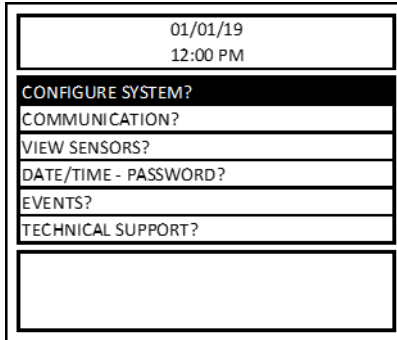 01/01/19
12:00 PM
CONFIGURE SYSTEM?
COMMUNICATION?
VIEW SENSORS?
DATE/TIME - PASSWORD?
EVENTS?
TECHNICAL SUPPORT?